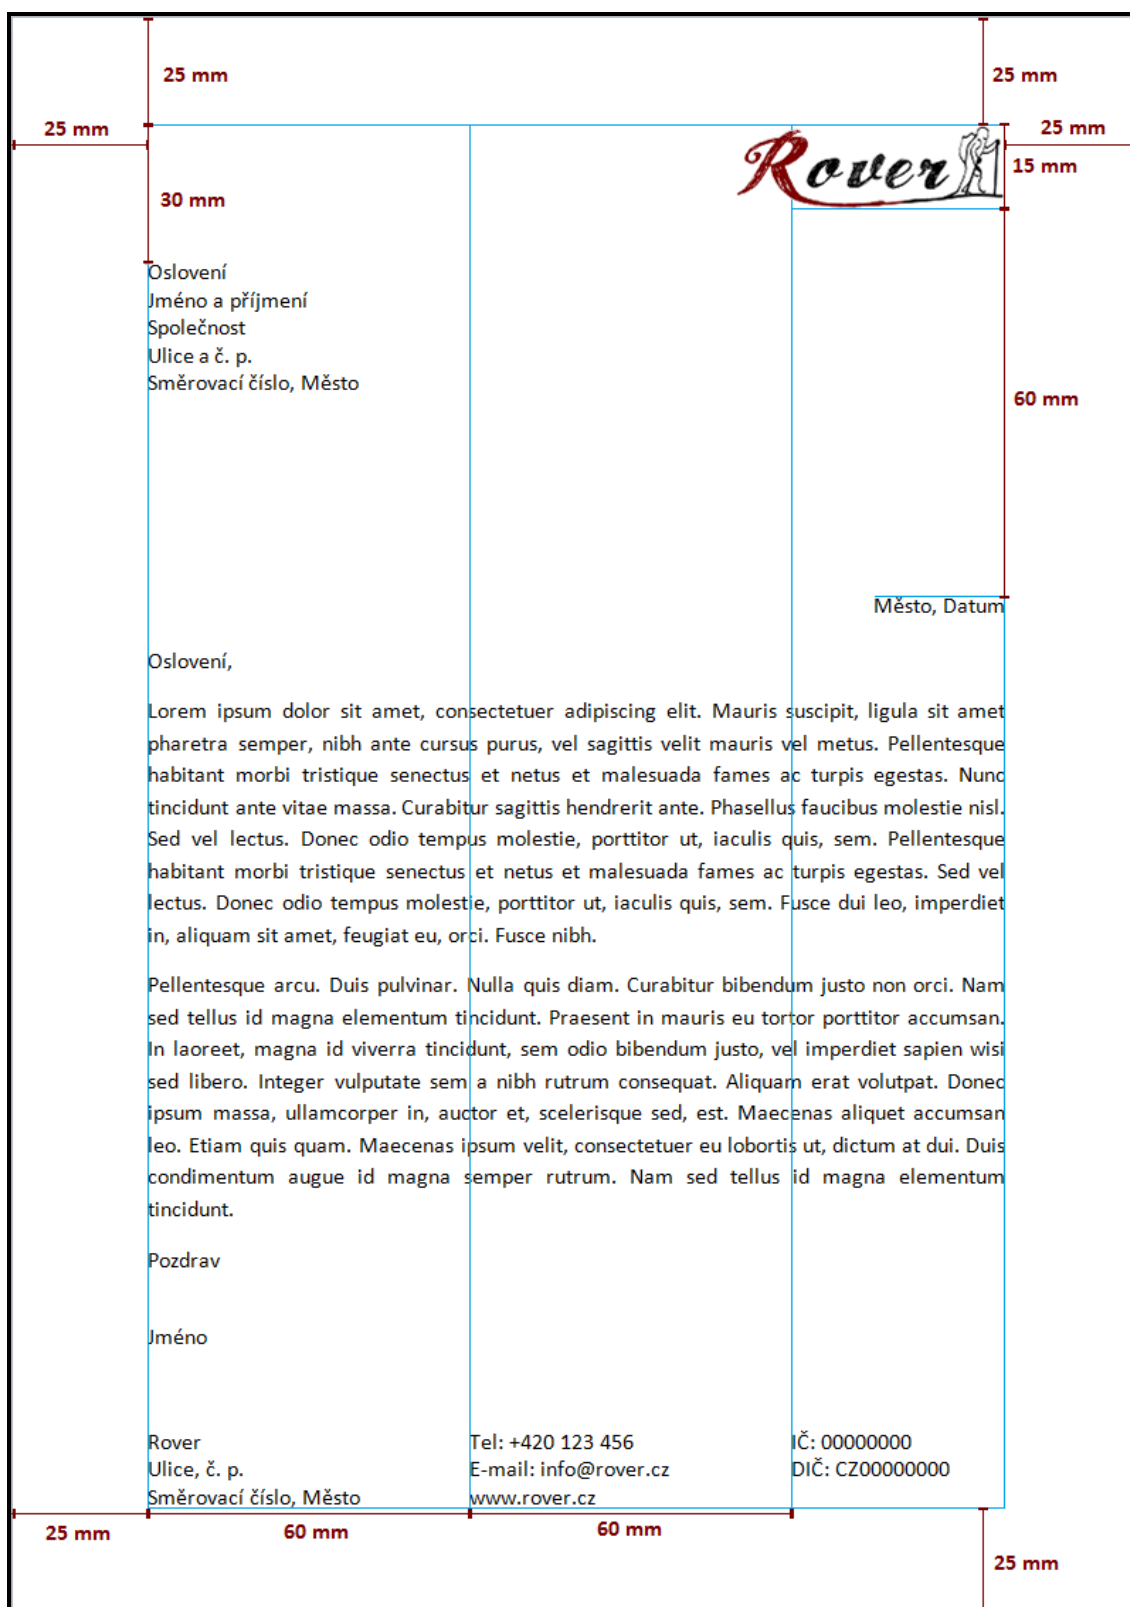 25 mm
25 mm
25 mm
25 mm
Rover
15 mm
30 mm
Oslovení
Jméno a příjmení
Společnost
Ulice a č. p.
Směrovací číslo, Město
60 mm
Město, Datum
Oslovení,
Lorem ipsum dolor sit amet, consectetuer adipiscing elit. Mauris suscipit, ligula sit amet
pharetra semper, nibh ante cursus purus, vel sagittis velit mauris vel metus. Pellentesque
habitant morbi tristique senectus et netus et malesuada fames ac turpis egestas. Nunc
tincidunt ante vitae massa. Curabitur sagittis hendrerit ante. Phasellus faucibus molestie nisl.
Sed vel lectus. Donec odio tempus molestie, porttitor ut, iaculis quis, sem. Pellentesque
habitant morbi tristique senectus et netus et malesuada fames ac turpis egestas. Sed vel
lectus. Donec odio tempus molestie, porttitor ut, iaculis quis, sem. Fusce dui leo, imperdiet
in, aliquam sit amet, feugiat eu, orci. Fusce nibh.
Pellentesque arcu. Duis pulvinar. Nulla quis diam. Curabitur bibendum justo non orci. Nam
sed tellus id magna elementum tincidunt. Praesent in mauris eu tortor porttitor accumsan.
In laoreet, magna id viverra tincidunt, sem odio bibendum justo, vel imperdiet sapien wisi
sed libero. Integer vulputate sem a nibh rutrum consequat. Aliquam erat volutpat. Donec
ipsum massa, ullamcorper in, auctor et, scelerisque sed, est. Maecenas aliquet accumsan
leo. Etiam quis quam. Maecenas ipsum velit, consectetuer eu lobortis ut, dictum at dui. Duis
condimentum augue id magna semper rutrum. Nam sed tellus id magna elementum
tincidunt.
Pozdrav
Jméno
Rover
Ulice, č. p.
Směrovací číslo, Město
Tel: +420 123 456
E-mail: info@rover.cz
www.rover.cz
IČ: 00000000
DIČ: CZ00000000
25 mm
60 mm
60 mm
25 mm